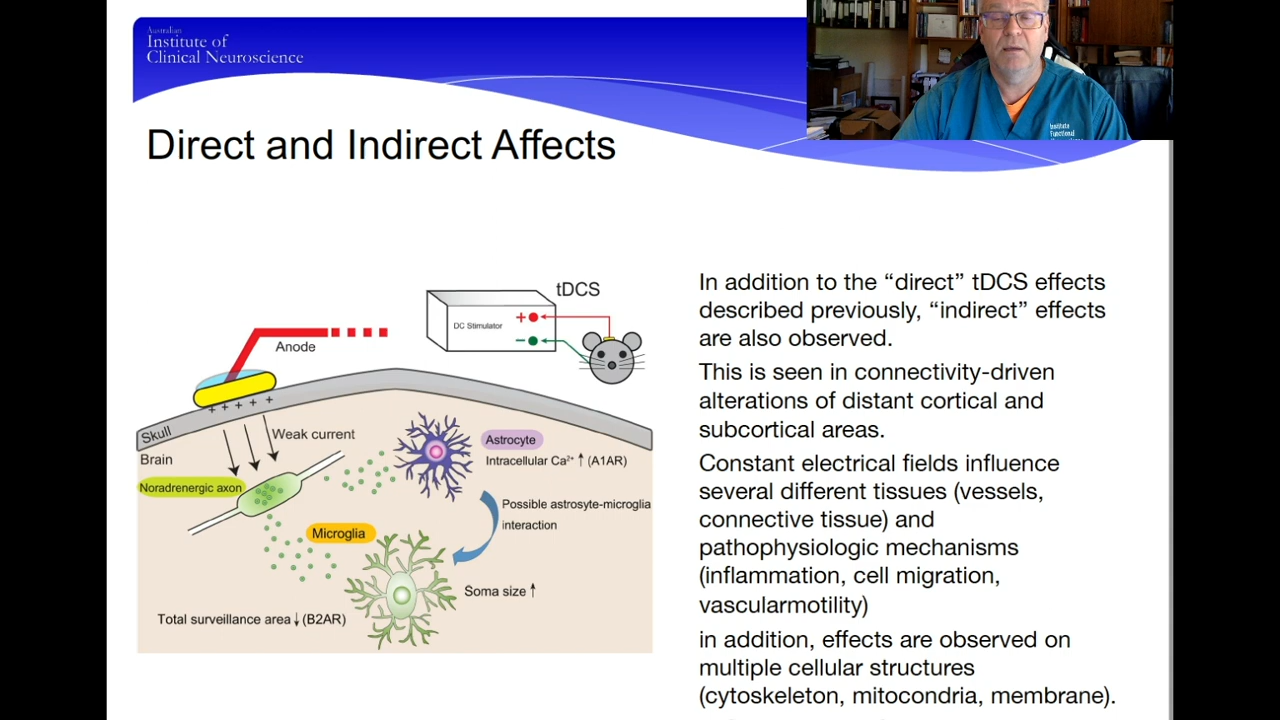 Australian
Institute of
Clinical Neuroscience
Institute
Functional
Direct and Indirect Affects
tDCS
DC Stimulator
+
−
Anode
+ + + + +
Skull
Brain
Weak current
Noradrenergic axon
Astrocyte
Intracellular Ca²⁺ ↑ (A1AR)
Possible astrosyte-microglia
interaction
Microglia
Soma size ↑
Total surveillance area ↓ (B2AR)
In addition to the “direct” tDCS effects
described previously, “indirect” effects
are also observed.
This is seen in connectivity-driven
alterations of distant cortical and
subcortical areas.
Constant electrical fields influence
several different tissues (vessels,
connective tissue) and
pathophysiologic mechanisms
(inflammation, cell migration,
vascularmotility)
in addition, effects are observed on
multiple cellular structures
(cytoskeleton, mitocondria, membrane).